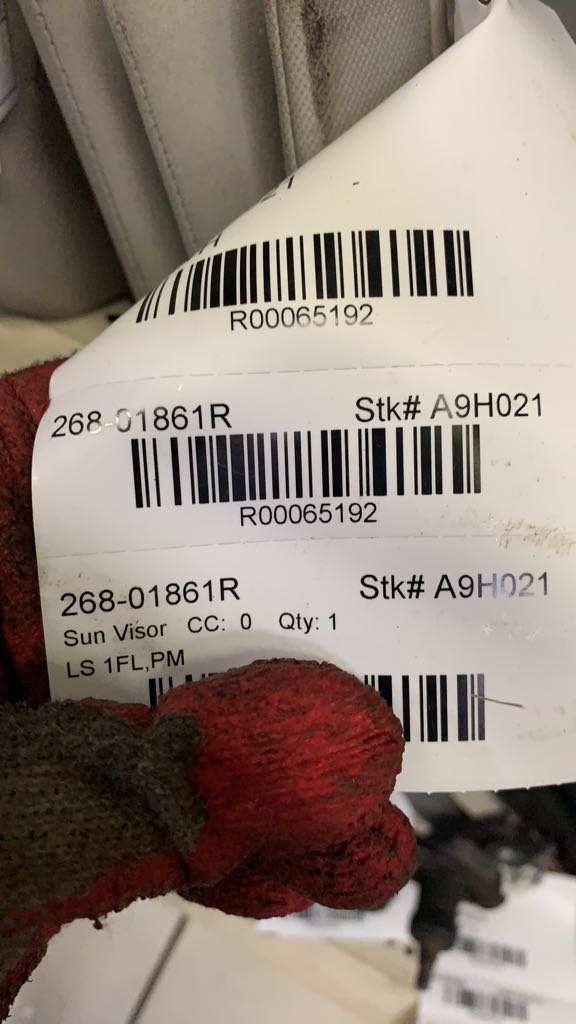 R00065192
268-01861R Stk# A9H021
R00065192
268-01861R Stk# A9H021
Sun Visor CC: 0 Qty: 1
LS 1FL,PM